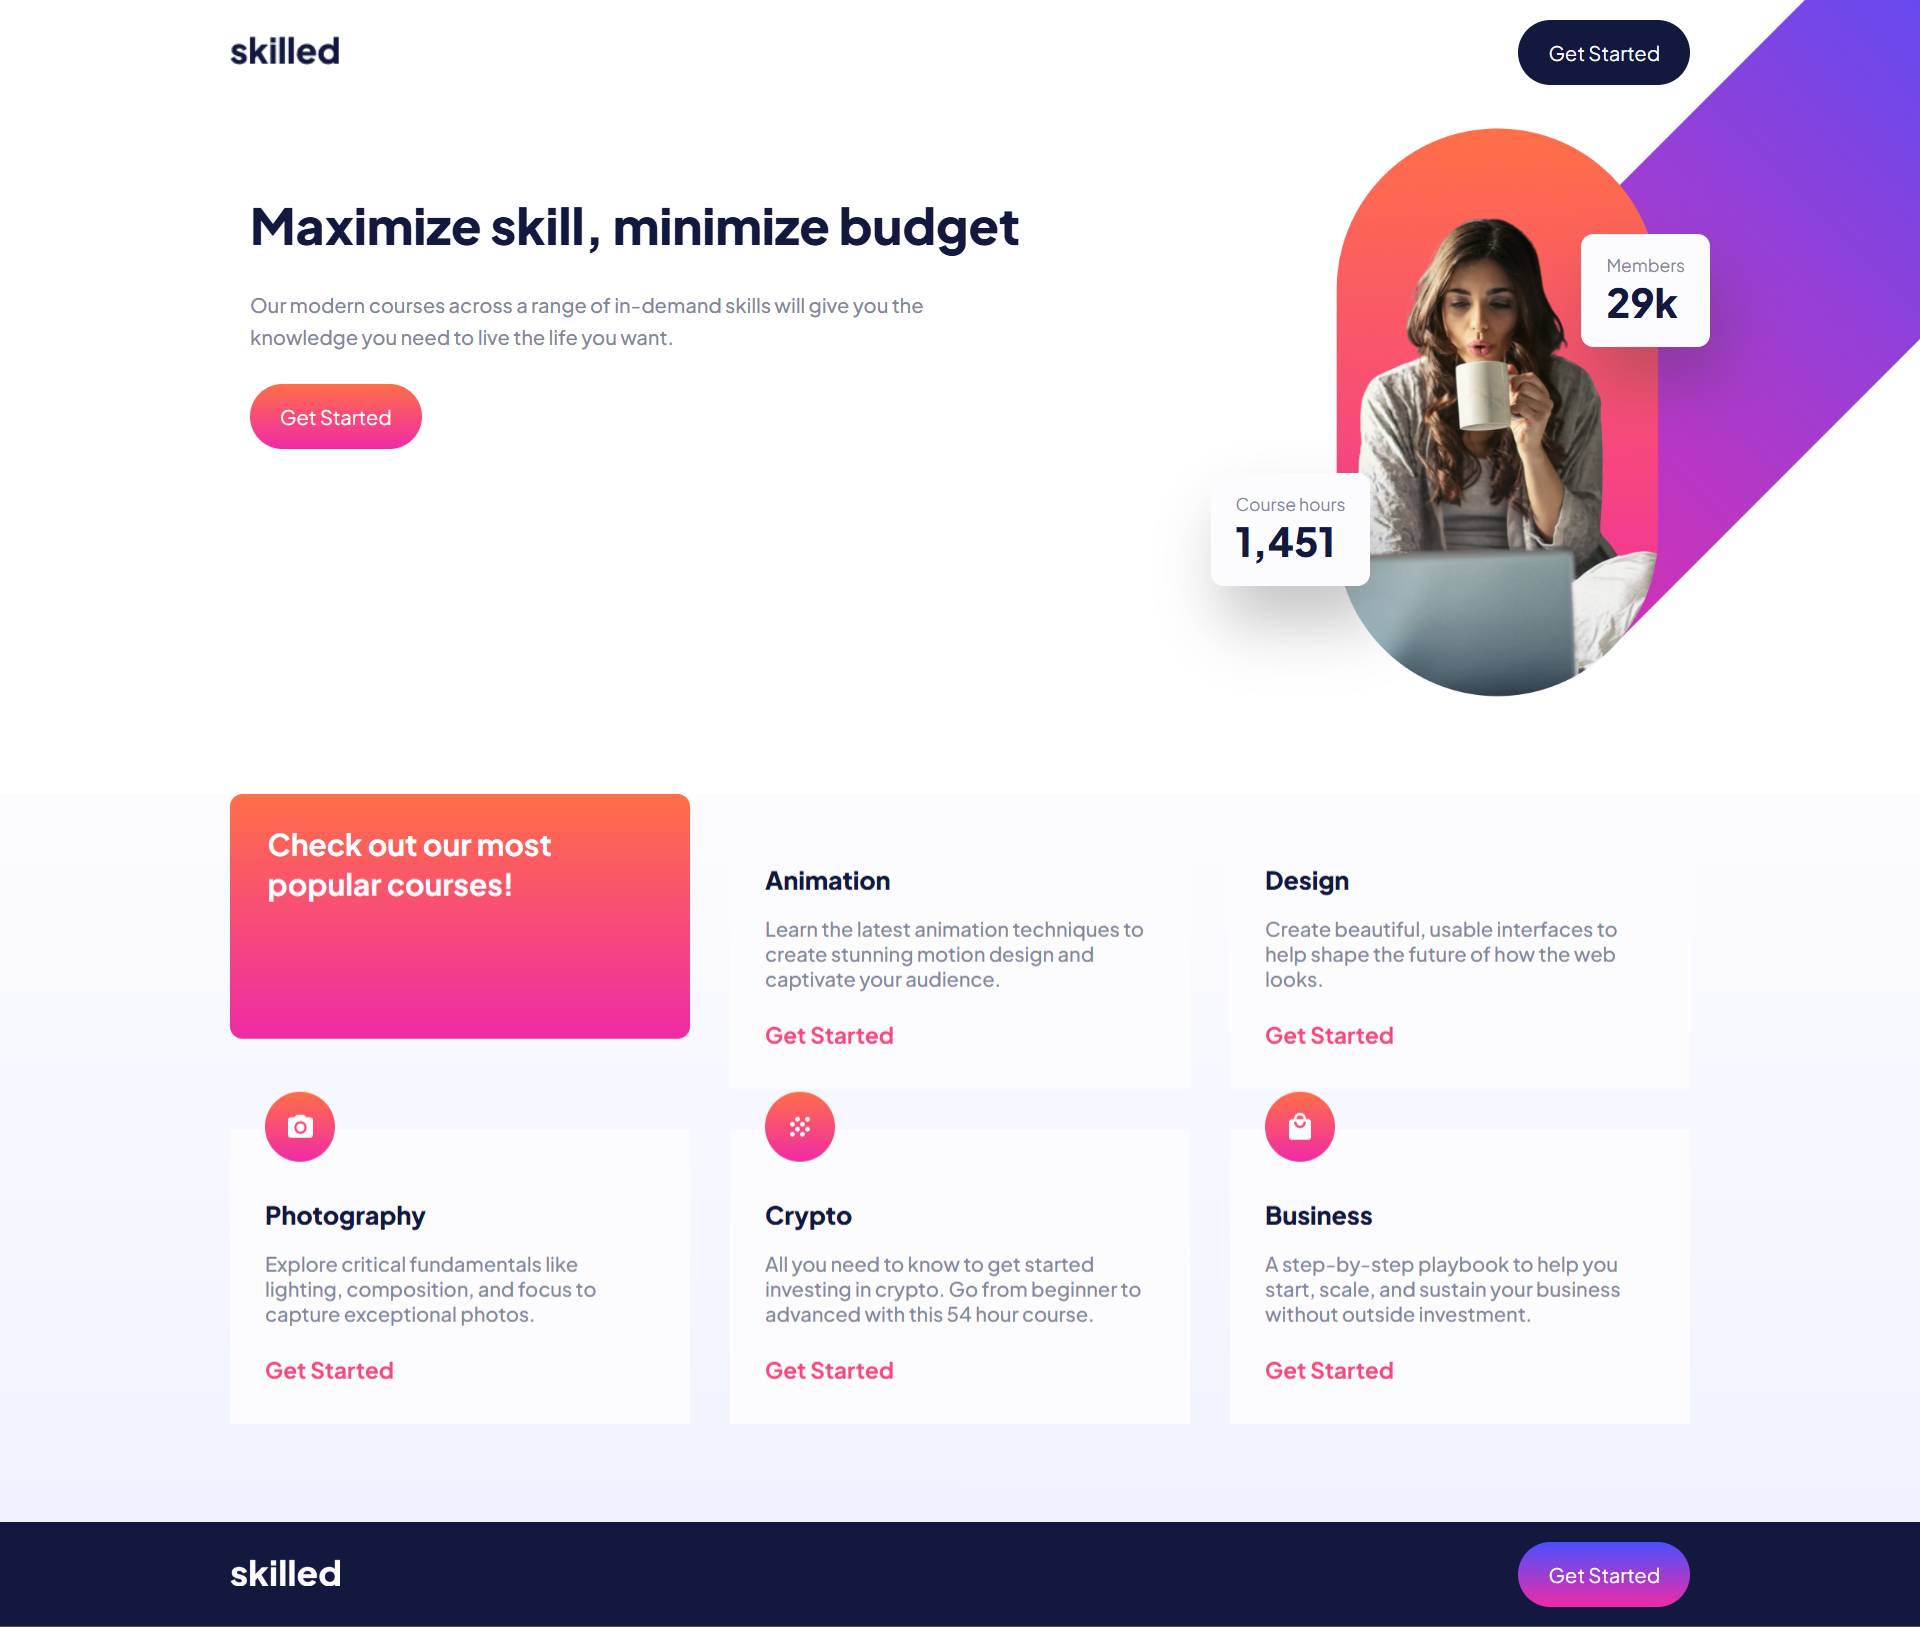 skilled
Get Started
Maximize skill, minimize budget
Our modern courses across a range of in-demand skills will give you the
knowledge you need to live the life you want.
Get Started
Members
29k
Course hours
1,451
Check out our most
popular courses!
Animation
Learn the latest animation techniques to
create stunning motion design and
captivate your audience.
Get Started
Design
Create beautiful, usable interfaces to
help shape the future of how the web
looks.
Get Started
Photography
Explore critical fundamentals like
lighting, composition, and focus to
capture exceptional photos.
Get Started
Crypto
All you need to know to get started
investing in crypto. Go from beginner to
advanced with this 54 hour course.
Get Started
Business
A step-by-step playbook to help you
start, scale, and sustain your business
without outside investment.
Get Started
skilled
Get Started